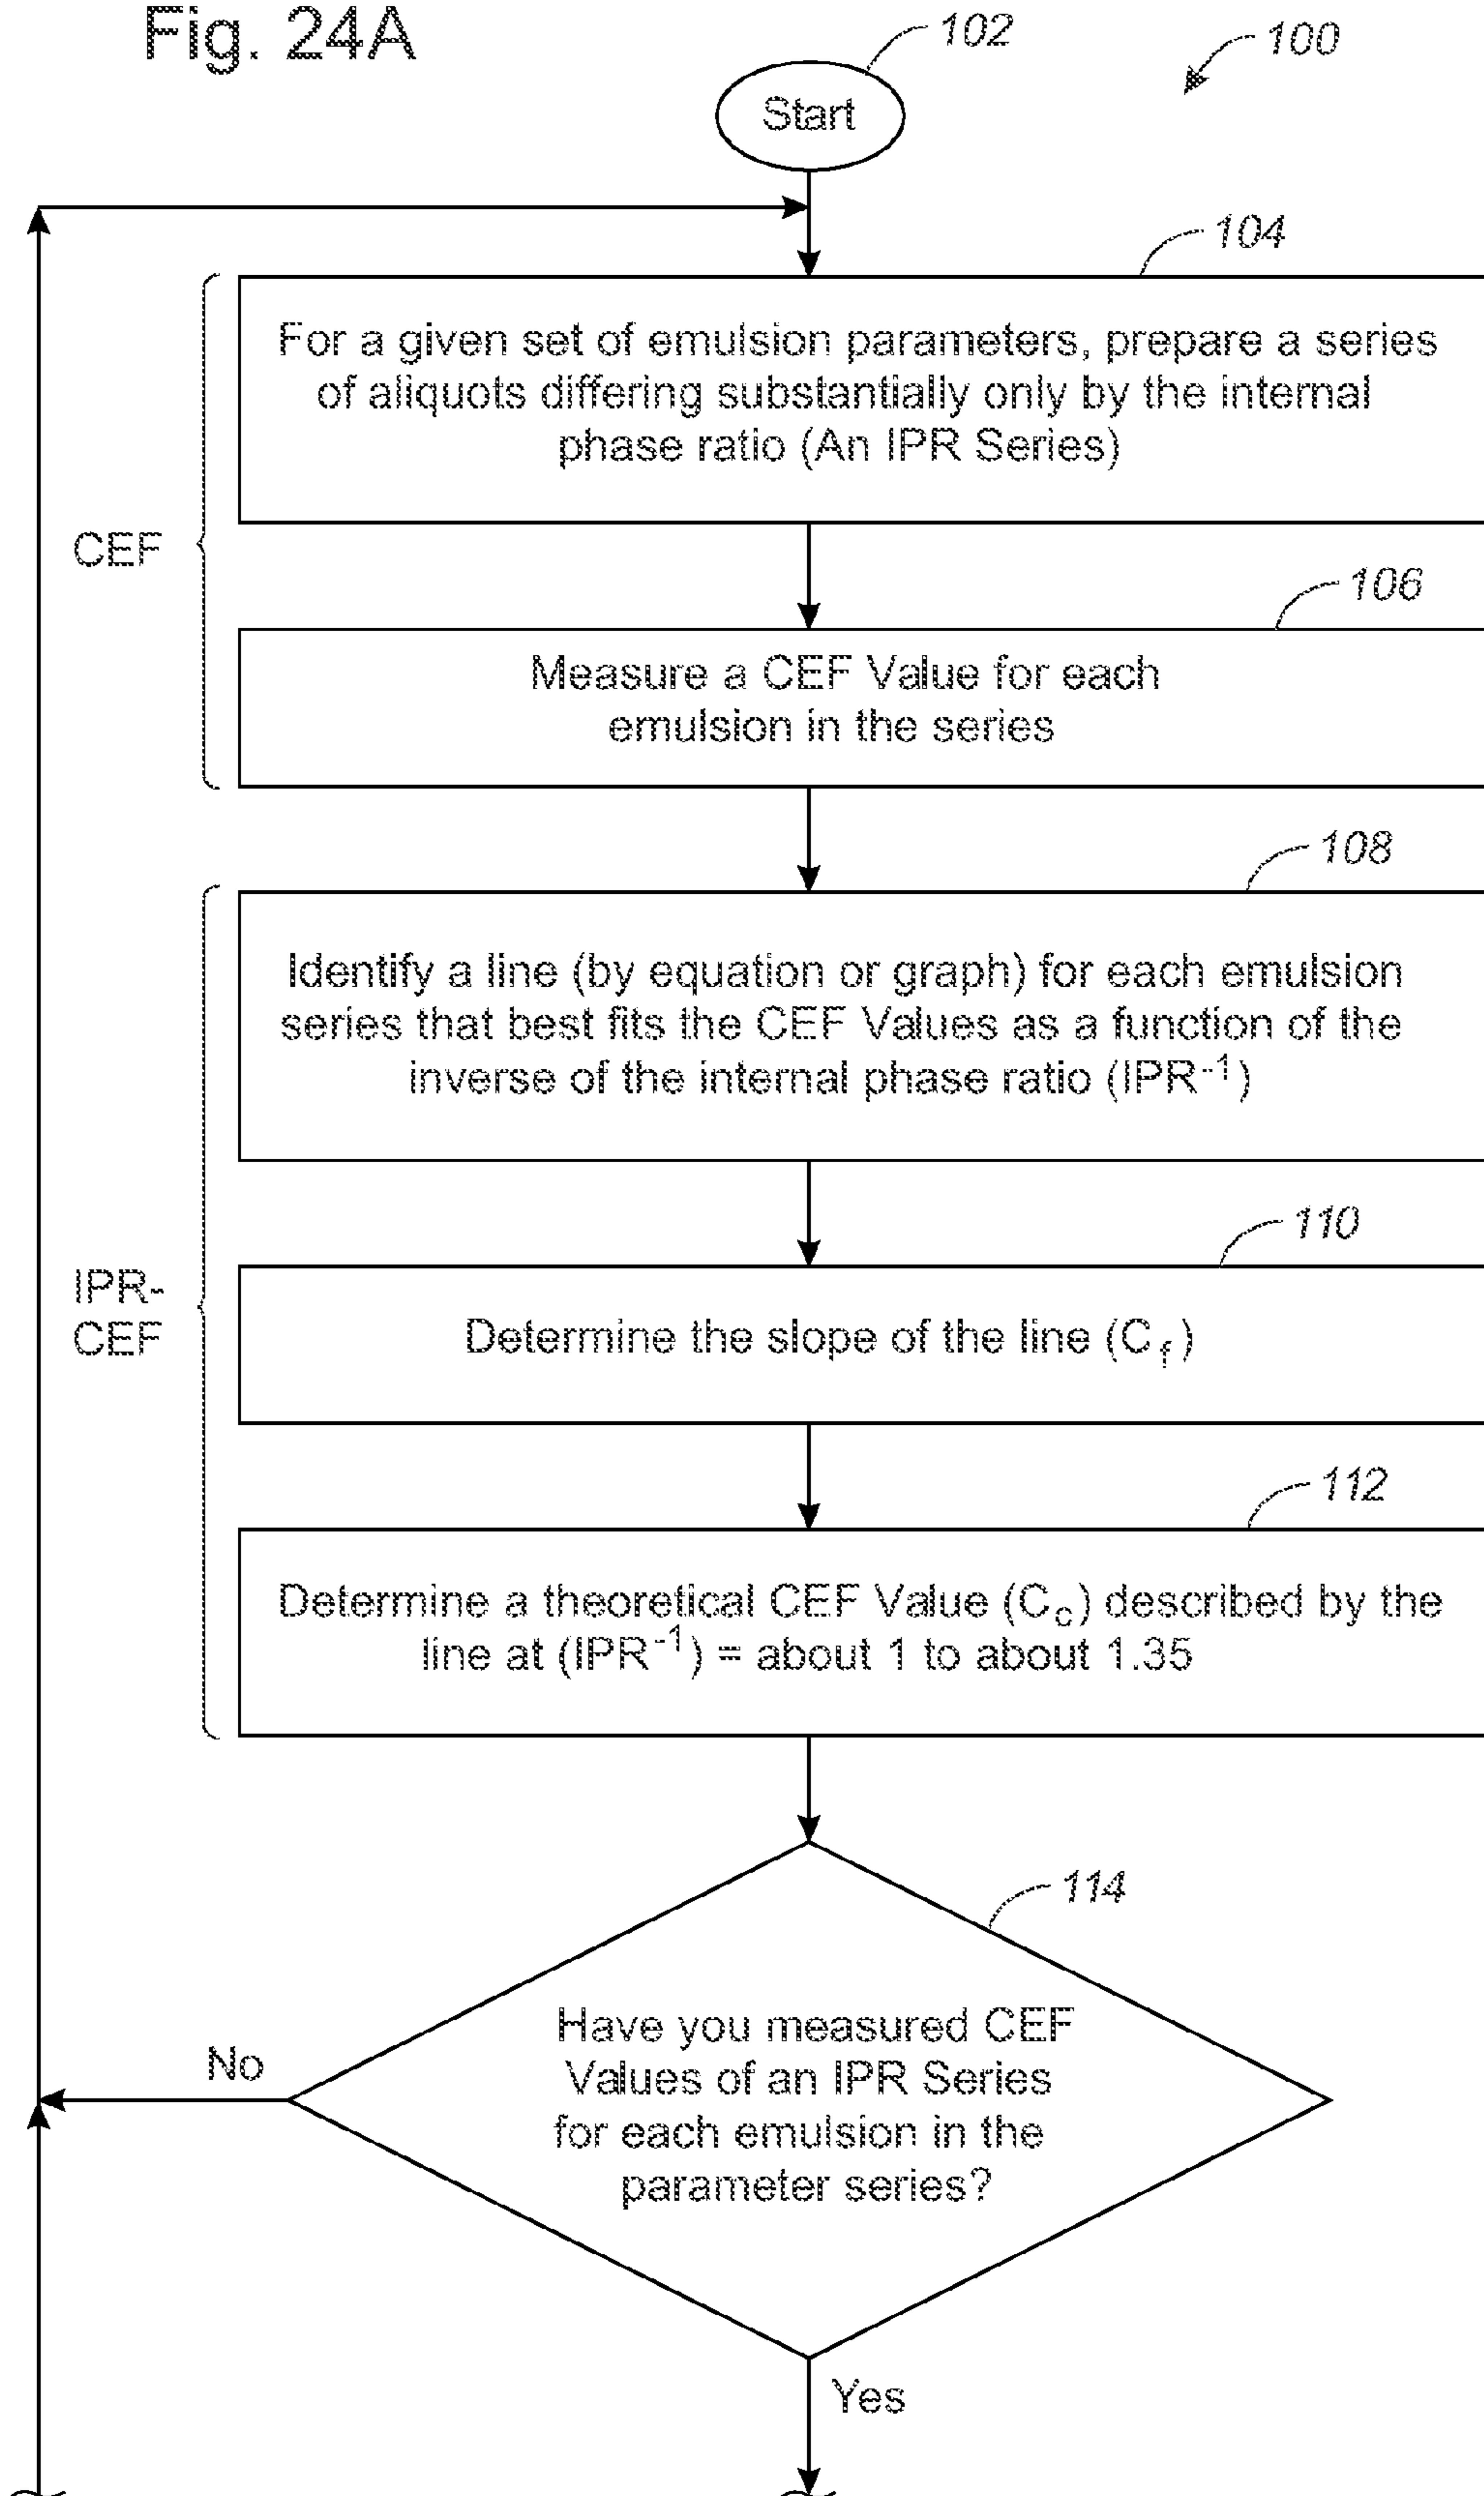 Fig. 24A
102
100
Start
104
For a given set of emulsion parameters, prepare a series
of aliquots differing substantially only by the internal
phase ratio (An IPR Series)
CEF
106
Measure a CEF Value for each
emulsion in the series
108
Identify a line (by equation or graph) for each emulsion
series that best fits the CEF Values as a function of the
inverse of the internal phase ratio (IPR⁻¹)
110
IPR-
CEF
Determine the slope of the line (C_f)
112
Determine a theoretical CEF Value (C_c) described by the
line at (IPR⁻¹) = about 1 to about 1.35
114
Have you measured CEF
Values of an IPR Series
for each emulsion in the
parameter series?
No
Yes